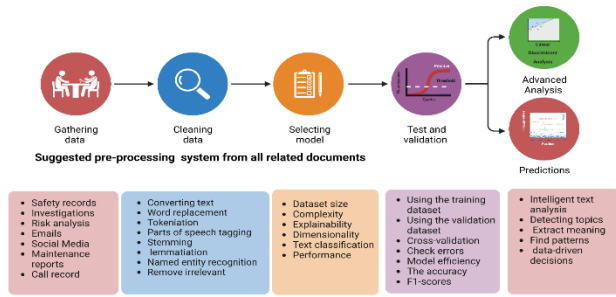 Advanced
Analysis
Gathering
data
Cleaning
data
Selecting
model
Test and
validation
Predictions
Suggested pre-processing system from all related documents
• Safety records
• Investigations
• Risk analysis
• Emails
• Social Media
• Maintenance
reports
• Call record
• Converting text
• Word replacement
• Tokeniation
• Parts of speech tagging
• Stemming
• lemmatiation
• Named entity recognition
• Remove irrelevant
• Dataset size
• Complexity
• Explainability
• Dimensionality
• Text classification
• Performance
• Using the training
dataset
• Using the validation
dataset
• Cross-validation
• Check errors
• Model efficiency
• The accuracy
• F1-scores
• Intelligent text
analysis
• Detecting topics
• Extract meaning
• Find patterns
• data-driven
decisions